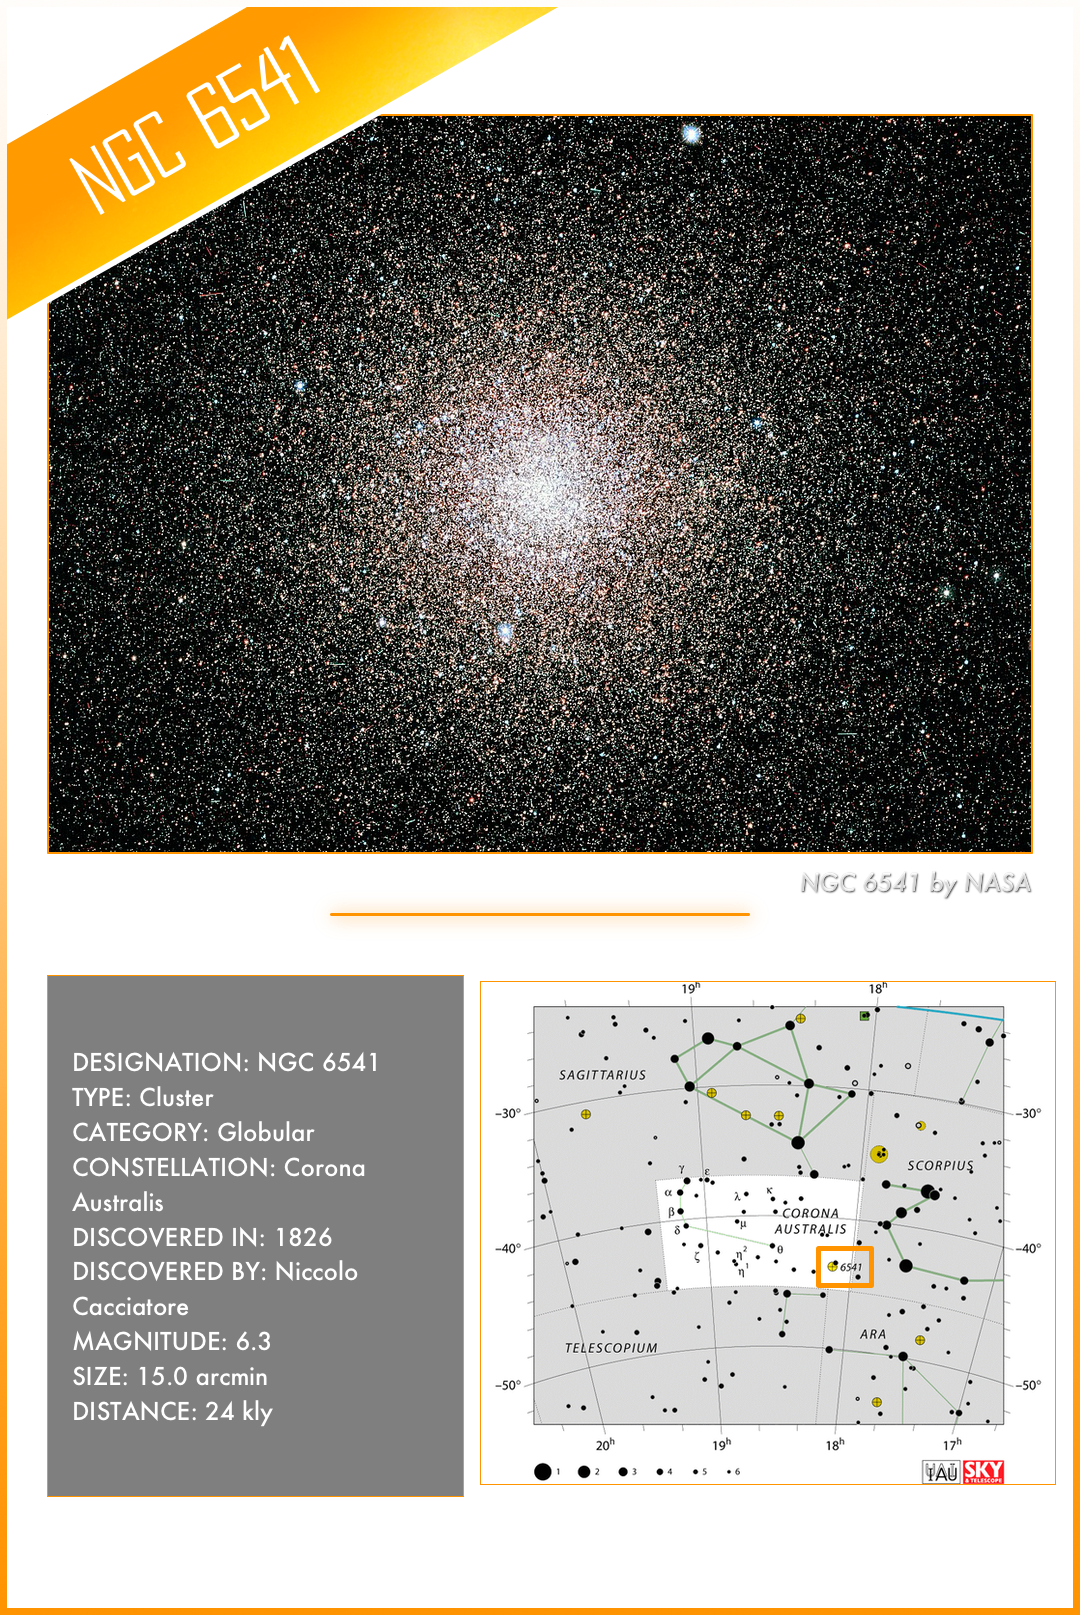 NGC 6541
NGC 6541 by NASA
DESIGNATION: NGC 6541
TYPE: Cluster
CATEGORY: Globular
CONSTELLATION: Corona
Australis
DISCOVERED IN: 1826
DISCOVERED BY: Niccolo
Cacciatore
MAGNITUDE: 6.3
SIZE: 15.0 arcmin
DISTANCE: 24 kly
19h 18h
SAGITTARIUS
−30° −30°
SCORPIUS
γ ε
α λ κ
β CORONA
μ AUSTRALIS
δ
−40° −40°
ζ η2 θ
η1 6541
TELESCOPIUM ARA
−50° −50°
20h 19h 18h 17h
1 2 3 4 5 6
IAU SKY
& TELESCOPE